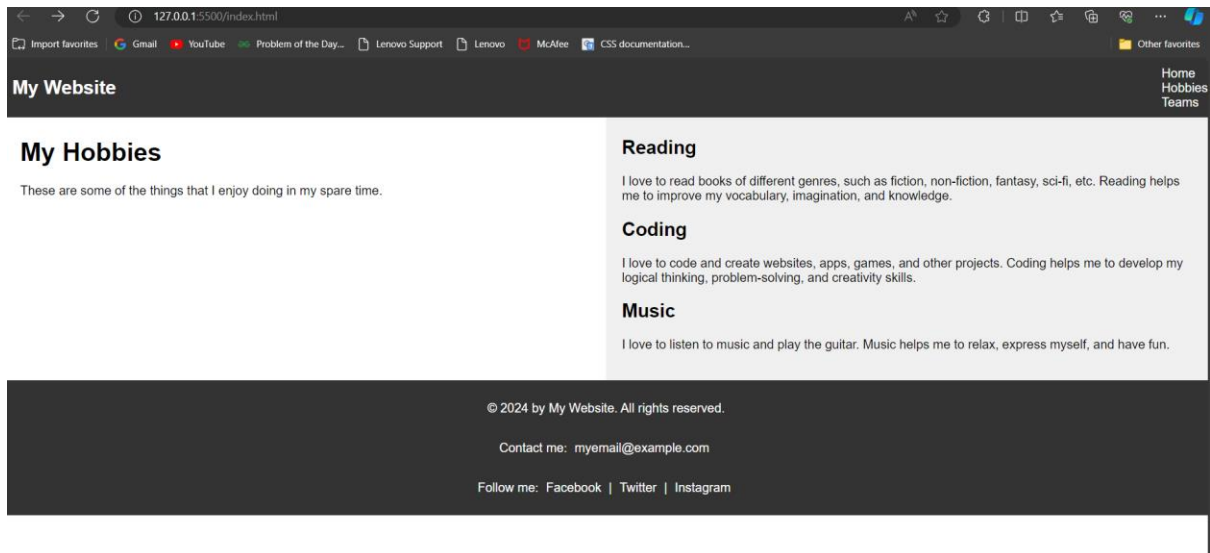 127.0.0.1:5500/index.html
Import favorites Gmail YouTube Problem of the Day... Lenovo Support Lenovo McAfee CSS documentation... Other favorites
My Website
Home
Hobbies
Teams
My Hobbies
These are some of the things that I enjoy doing in my spare time.
Reading
I love to read books of different genres, such as fiction, non-fiction, fantasy, sci-fi, etc. Reading helps
me to improve my vocabulary, imagination, and knowledge.
Coding
I love to code and create websites, apps, games, and other projects. Coding helps me to develop my
logical thinking, problem-solving, and creativity skills.
Music
I love to listen to music and play the guitar. Music helps me to relax, express myself, and have fun.
© 2024 by My Website. All rights reserved.
Contact me: myemail@example.com
Follow me: Facebook | Twitter | Instagram